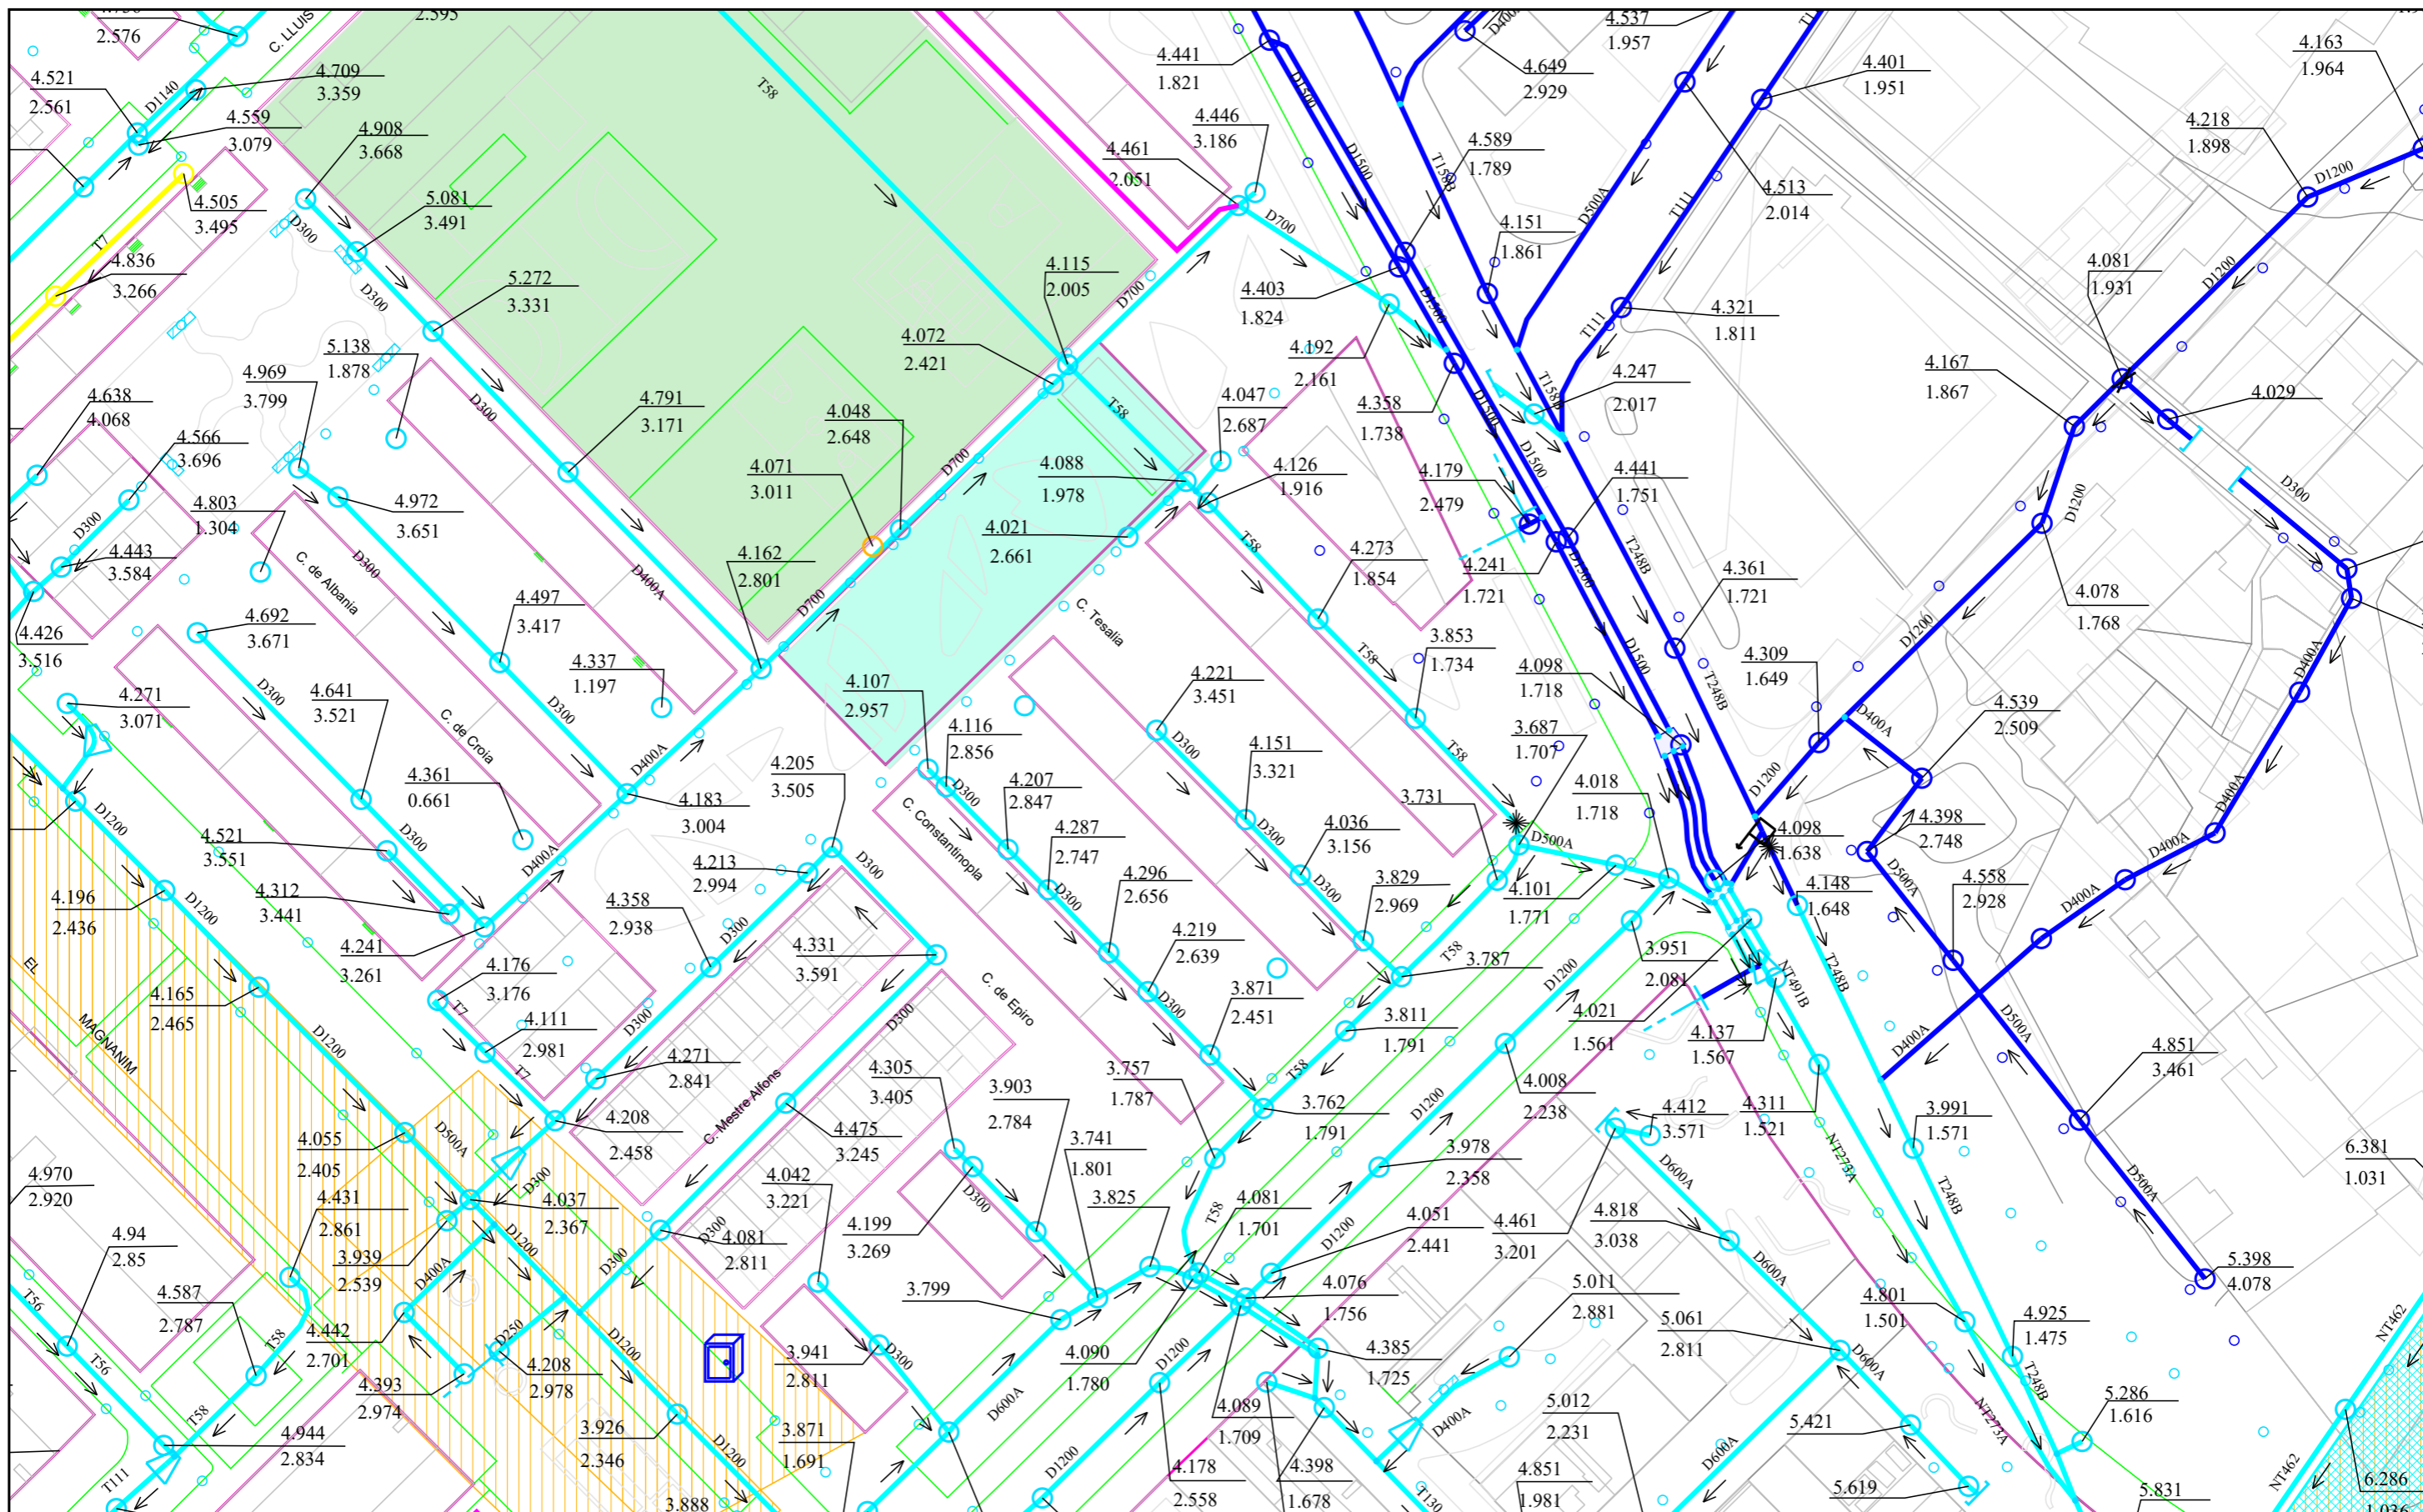 2.576
C. LLUIS
2.595
4.521
2.561
D1140
4.709
3.359
4.559
3.079
4.908
3.668
T58
4.441
1.821
D1500
4.537
1.957
4.649
2.929
4.401
1.951
4.163
1.964
4.446
3.186
4.461
2.051
4.589
1.789
D1500
T158B
4.218
1.898
D1200
4.505
3.495
T7
4.836
3.266
5.081
3.491
D300
5.272
3.331
D300
4.513
2.014
D500A
T111
4.151
1.861
D700
4.115
2.005
D700
4.403
1.824
D1500
4.081
1.931
D1200
4.321
1.811
T111
4.072
2.421
4.192
2.161
4.247
2.017
T158B
5.138
1.878
4.969
3.799
D300
4.638
4.068
4.791
3.171
4.048
2.648
T58
4.047
2.687
4.358
1.738
D1500
4.167
1.867
4.029
4.566
3.696
4.803
1.304
4.972
3.651
4.071
3.011
D700
4.088
1.978
4.126
1.916
4.179
2.479
D1500
4.441
1.751
D300
D300
4.443
3.584
C. de Albania
D300
D400A
4.162
2.801
4.021
2.661
T58
4.273
1.854
4.241
1.721
D1500
T248B
4.361
1.721
D1200
4.078
1.768
4.426
3.516
4.692
3.671
4.497
3.417
4.337
1.197
D700
C. Tesalia
T58
3.853
1.734
4.098
1.718
D1500
T248B
4.309
1.649
D1200
D400A
4.271
3.071
D300
4.641
3.521
C. de Croia
D300
4.107
2.957
4.221
3.451
3.687
1.707
D400A
4.539
2.509
4.361
0.661
D400A
4.183
3.004
4.205
3.505
4.116
2.856
D300
4.207
2.847
D300
4.151
3.321
T58
3.731
4.018
1.718
D1200
D1200
4.521
3.551
D300
D400A
4.213
2.994
D300
C. Constantinopla
4.287
2.747
D300
4.036
3.156
D500A
4.098
1.638
4.398
2.748
D400A
D400A
4.196
2.436
D1200
4.312
3.441
4.241
3.261
4.358
2.938
D300
D300
4.296
2.656
D300
3.829
2.969
4.101
1.771
4.148
1.648
D500A
4.558
2.928
D400A
EL
MAGNANIM
4.165
2.465
4.176
3.176
T7
4.331
3.591
C. de Epiro
4.219
2.639
D300
T58
3.787
D1200
3.951
2.081
NT491B
T248B
D1200
4.111
2.981
D300
D300
3.871
2.451
3.811
1.791
4.021
1.561
4.137
1.567
D400A
D500A
4.851
3.461
T7
4.271
2.841
C. Mestre Alfons
4.305
3.405
3.903
2.784
3.757
1.787
T58
D1200
4.008
2.238
4.412
3.571
4.311
1.521
3.991
1.571
4.055
2.405
D500A
4.208
2.458
4.475
3.245
3.741
1.801
3.762
1.791
3.978
2.358
D600A
NT273A
6.381
1.031
4.970
2.920
4.431
2.861
D300
4.037
2.367
4.042
3.221
D300
3.825
T58
4.081
1.701
4.051
2.441
4.461
3.201
4.818
3.038
T248B
D500A
4.94
2.85
3.939
2.539
D400A
D1200
D300
4.081
2.811
D300
4.199
3.269
D1200
D600A
5.398
4.078
T56
4.587
2.787
3.799
4.076
1.756
5.011
2.881
4.801
1.501
4.925
1.475
NT462
T56
T58
4.442
2.701
D250
D1200
3.941
2.811
D300
4.090
1.780
D1200
4.385
1.725
5.061
2.811
D600A
T248B
4.393
2.974
4.208
2.978
4.089
1.709
D400A
5.012
2.231
5.421
NT273A
5.286
1.616
T58
4.944
2.834
3.926
2.346
D1200
3.871
1.691
D600A
D1200
4.178
2.558
4.398
1.678
4.851
1.981
D600A
5.619
NT462
6.286
T111
3.888
T130
5.831